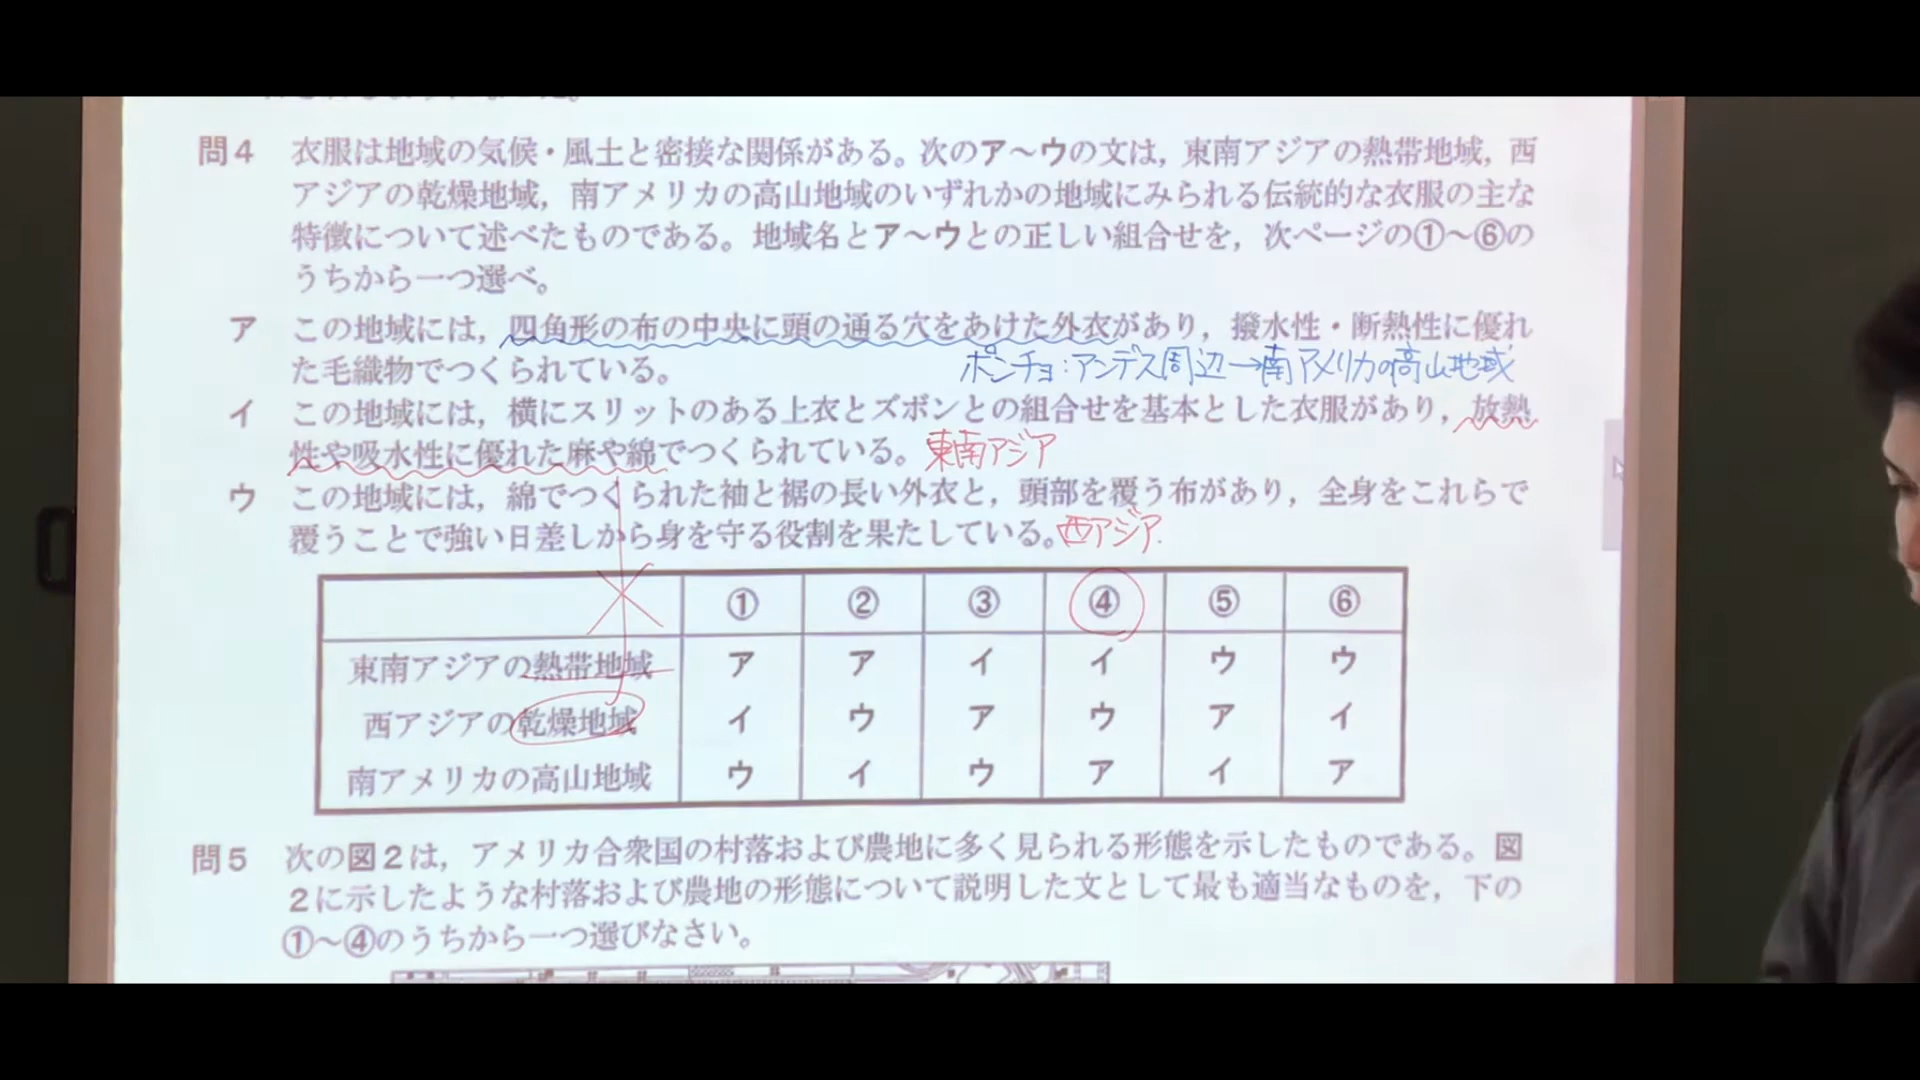 問4 衣服は地域の気候・風土と密接な関係がある。次のア〜ウの文は，東南アジアの熱帯地域，西
アジアの乾燥地域，南アメリカの高山地域のいずれかの地域にみられる伝統的な衣服の主な
特徴について述べたものである。地域名とア〜ウとの正しい組合せを，次ページの①〜⑥の
うちから一つ選べ。
ア この地域には，四角形の布の中央に頭の通る穴をあけた外衣があり，撥水性・断熱性に優れ
た毛織物でつくられている。
ポンチョ：アンデス周辺→南アメリカの高山地域
イ この地域には，横にスリットのある上衣とズボンとの組合せを基本とした衣服があり，放熱
性や吸水性に優れた麻や綿でつくられている。東南アジア
ウ この地域には，綿でつくられた袖と裾の長い外衣と，頭部を覆う布があり，全身をこれらで
覆うことで強い日差しから身を守る役割を果たしている。西アジア.
① ② ③ ④ ⑤ ⑥
東南アジアの熱帯地域 ア ア イ イ ウ ウ
西アジアの乾燥地域 イ ウ ア ウ ア イ
南アメリカの高山地域 ウ イ ウ ア イ ア
問5 次の図2は，アメリカ合衆国の村落および農地に多く見られる形態を示したものである。図
2に示したような村落および農地の形態について説明した文として最も適当なものを，下の
①〜④のうちから一つ選びなさい。